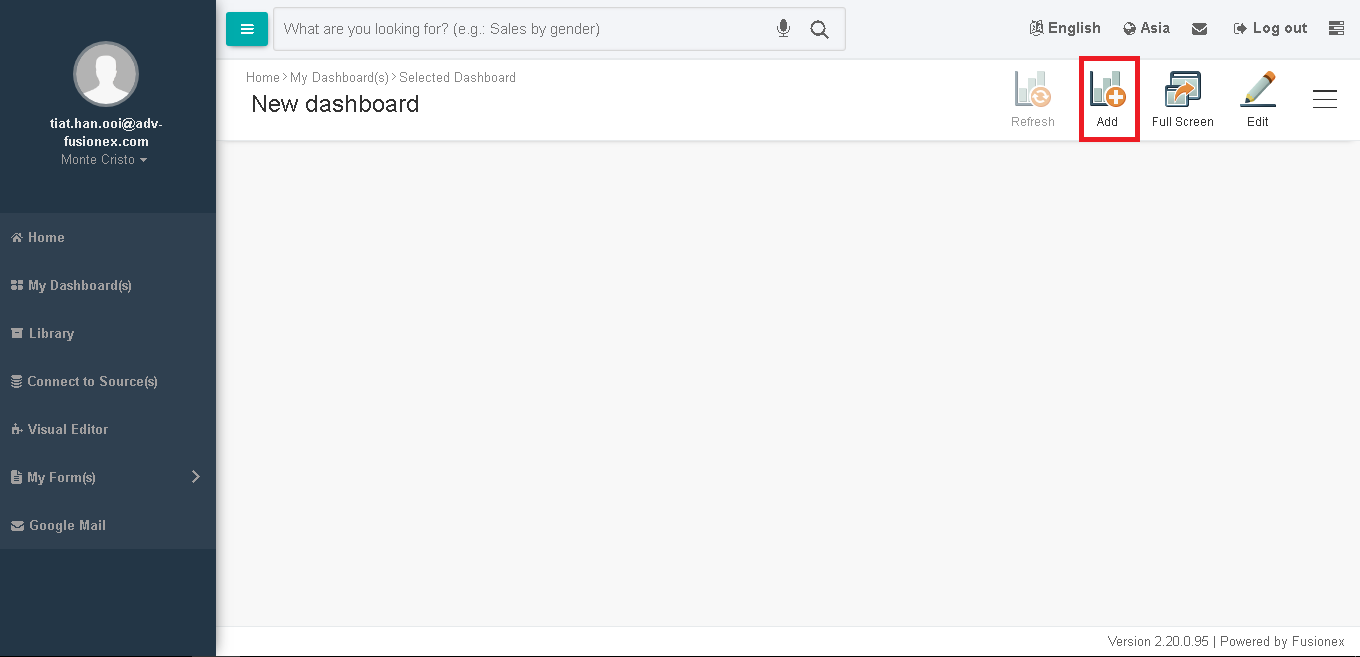 What are you looking for? (e.g.: Sales by gender)
English
Asia
Log out
tiat.han.ooi@adv-
fusionex.com
Monte Cristo
Home > My Dashboard(s) > Selected Dashboard
New dashboard
Refresh
Add
Full Screen
Edit
Home
My Dashboard(s)
Library
Connect to Source(s)
Visual Editor
My Form(s)
Google Mail
Version 2.20.0.95 | Powered by Fusionex